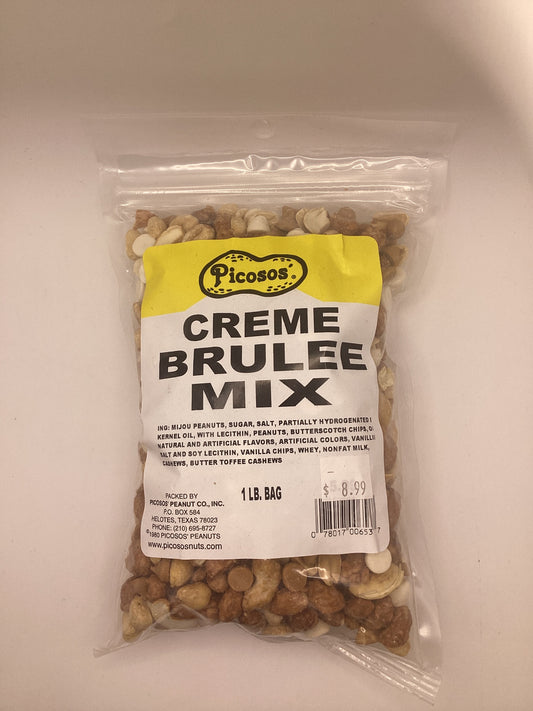 Picosos'
CREME
BRULEE
MIX
ING: MIJOU PEANUTS, SUGAR, SALT, PARTIALLY HYDROGENATED
KERNEL OIL, WITH LECITHIN, PEANUTS, BUTTERSCOTCH CHIPS,
NATURAL AND ARTIFICIAL FLAVORS, ARTIFICIAL COLORS,
SALT AND SOY LECITHIN, VANILLA CHIPS, WHEY, NONFAT MILK,
CASHEWS, BUTTER TOFFEE CASHEWS
1 LB. BAG
$ 8.99
PACKED BY
PICOSOS' PEANUT CO., INC.
P.O. BOX 584
HELOTES, TEXAS 78023
PHONE: (210) 695-8727
©1980 PICOSOS' PEANUTS
www.picososnuts.com
0 78017 00653 7